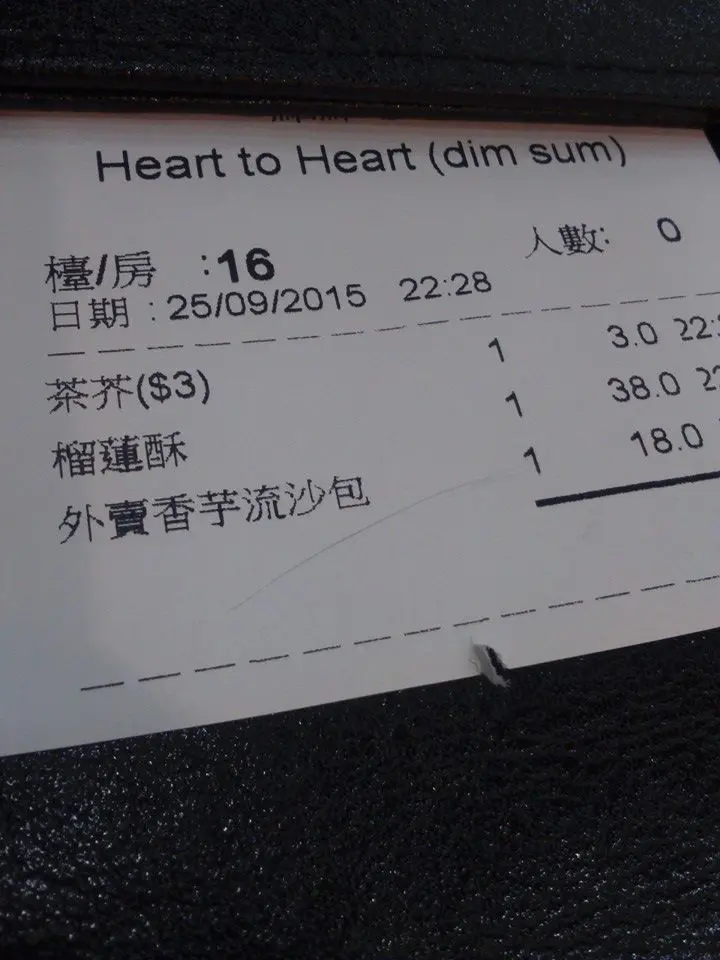 Heart to Heart (dim sum)
檯/房 :16 人數: 0
日期 : 25/09/2015 22:28
茶芥($3) 1 3.0 22:
榴蓮酥 1 38.0
外賣香芋流沙包 1 18.0